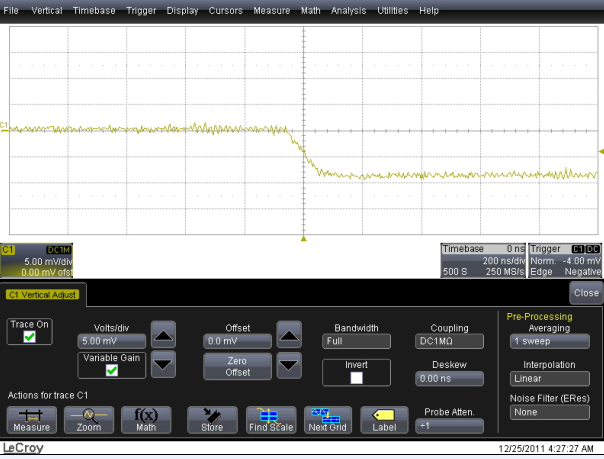 File Vertical Timebase Trigger Display Cursors Measure Math Analysis Utilities Help
C1
C1 DC1M
5.00 mV/div
0.00 mV ofst
Timebase 0 ns
200 ns/div
500 S 250 MS/s
Trigger C1 DC
Norm. -4.00 mV
Edge Negative
C1 Vertical Adjust
Close
Trace On
Volts/div
5.00 mV
Variable Gain
Offset
0.0 mV
Zero
Offset
Bandwidth
Full
Invert
Coupling
DC1MΩ
Deskew
0.00 ns
Pre-Processing
Averaging
1 sweep
Interpolation
Linear
Noise Filter (ERes)
None
Actions for trace C1
Measure
Zoom
f(x)
Math
Store
Find Scale
Next Grid
Label
Probe Atten.
÷1
LeCroy
12/25/2011 4:27:27 AM